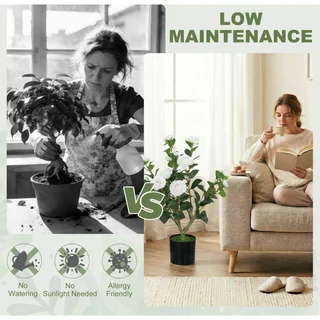 LOW
MAINTENANCE
VS
No
Watering
No
Sunlight Needed
Allergy
Friendly